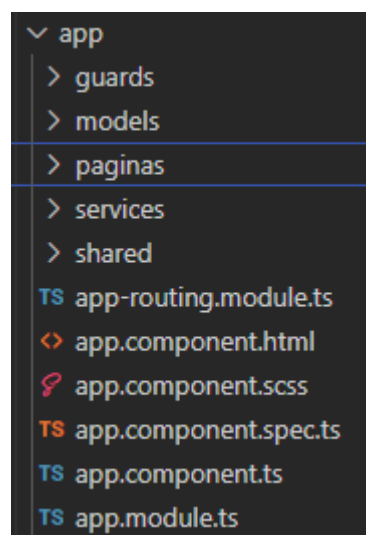 app
guards
models
paginas
services
shared
TS app-routing.module.ts
app.component.html
app.component.scss
TS app.component.spec.ts
TS app.component.ts
TS app.module.ts